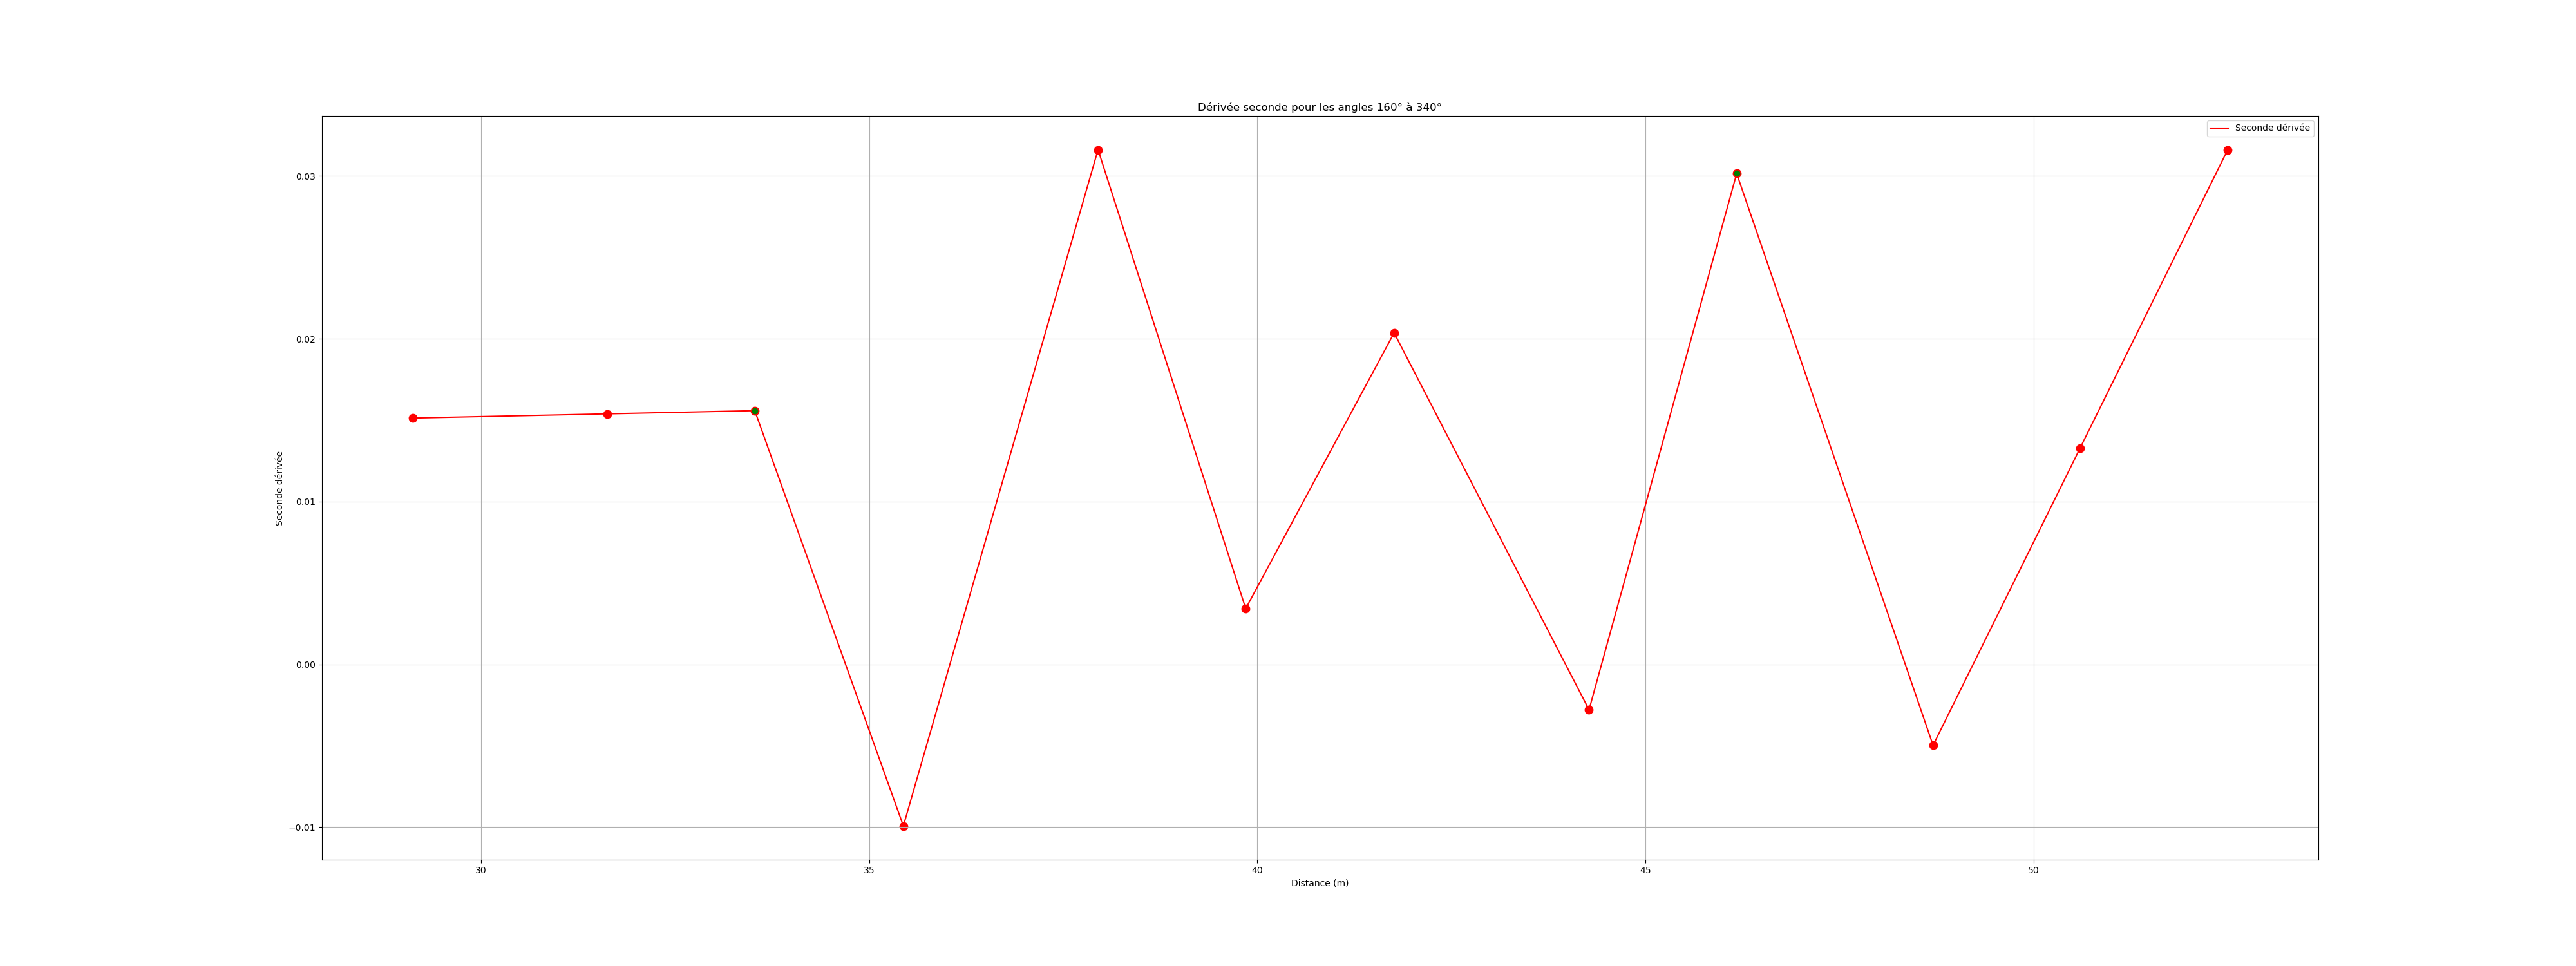 Dérivée seconde pour les angles 160° à 340°
Seconde dérivée
0.03
0.02
0.01
0.00
−0.01
Seconde dérivée
30
35
40
45
50
Distance (m)